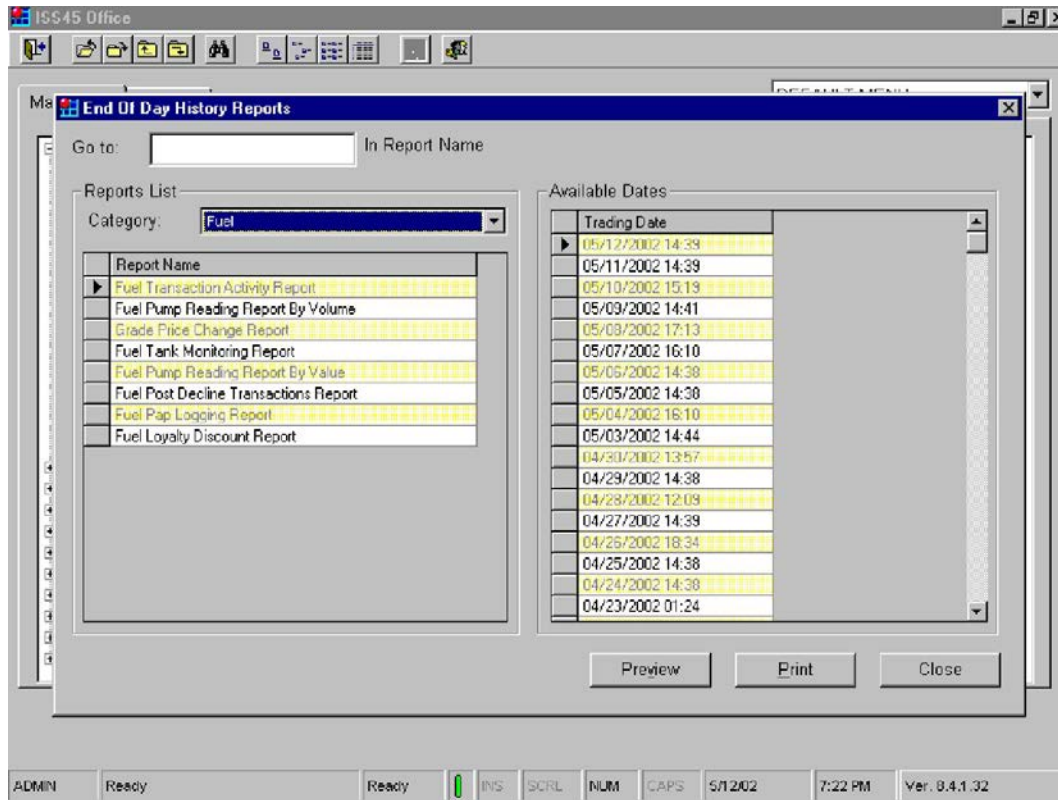 ISS45 Office
Ma
End Of Day History Reports
Go to:
In Report Name
Reports List
Category:
Fuel
Report Name
Fuel Transaction Activity Report
Fuel Pump Reading Report By Volume
Grade Price Change Report
Fuel Tank Monitoring Report
Fuel Pump Reading Report By Value
Fuel Post Decline Transactions Report
Fuel Pap Logging Report
Fuel Loyalty Discount Report
Available Dates
Trading Date
05/12/2002 14:39
05/11/2002 14:39
05/10/2002 15:19
05/09/2002 14:41
05/08/2002 17:13
05/07/2002 16:10
05/06/2002 14:38
05/05/2002 14:38
05/04/2002 16:10
05/03/2002 14:44
04/30/2002 13:57
04/29/2002 14:38
04/28/2002 12:09
04/27/2002 14:39
04/26/2002 18:34
04/25/2002 14:38
04/24/2002 14:38
04/23/2002 01:24
Preview
Print
Close
ADMIN Ready Ready INS SCRL NUM CAPS 5/12/02 7:22 PM Ver. 8.4.1.32